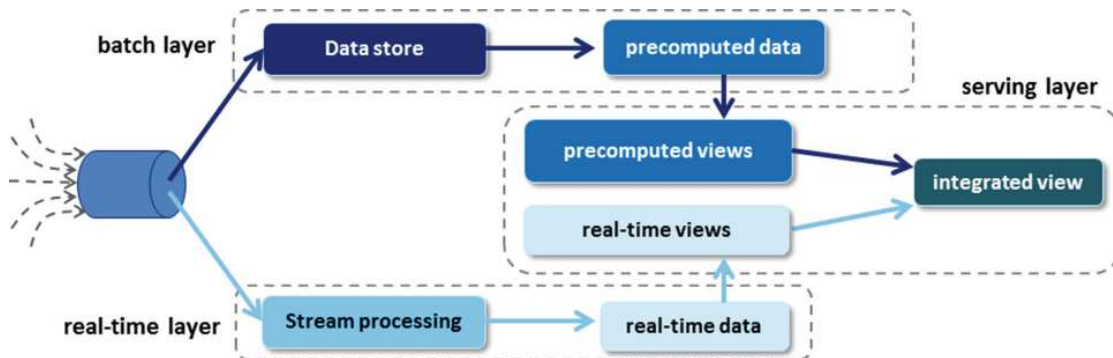 batch layer
Data store
precomputed data
serving layer
precomputed views
integrated view
real-time views
real-time layer
Stream processing
real-time data